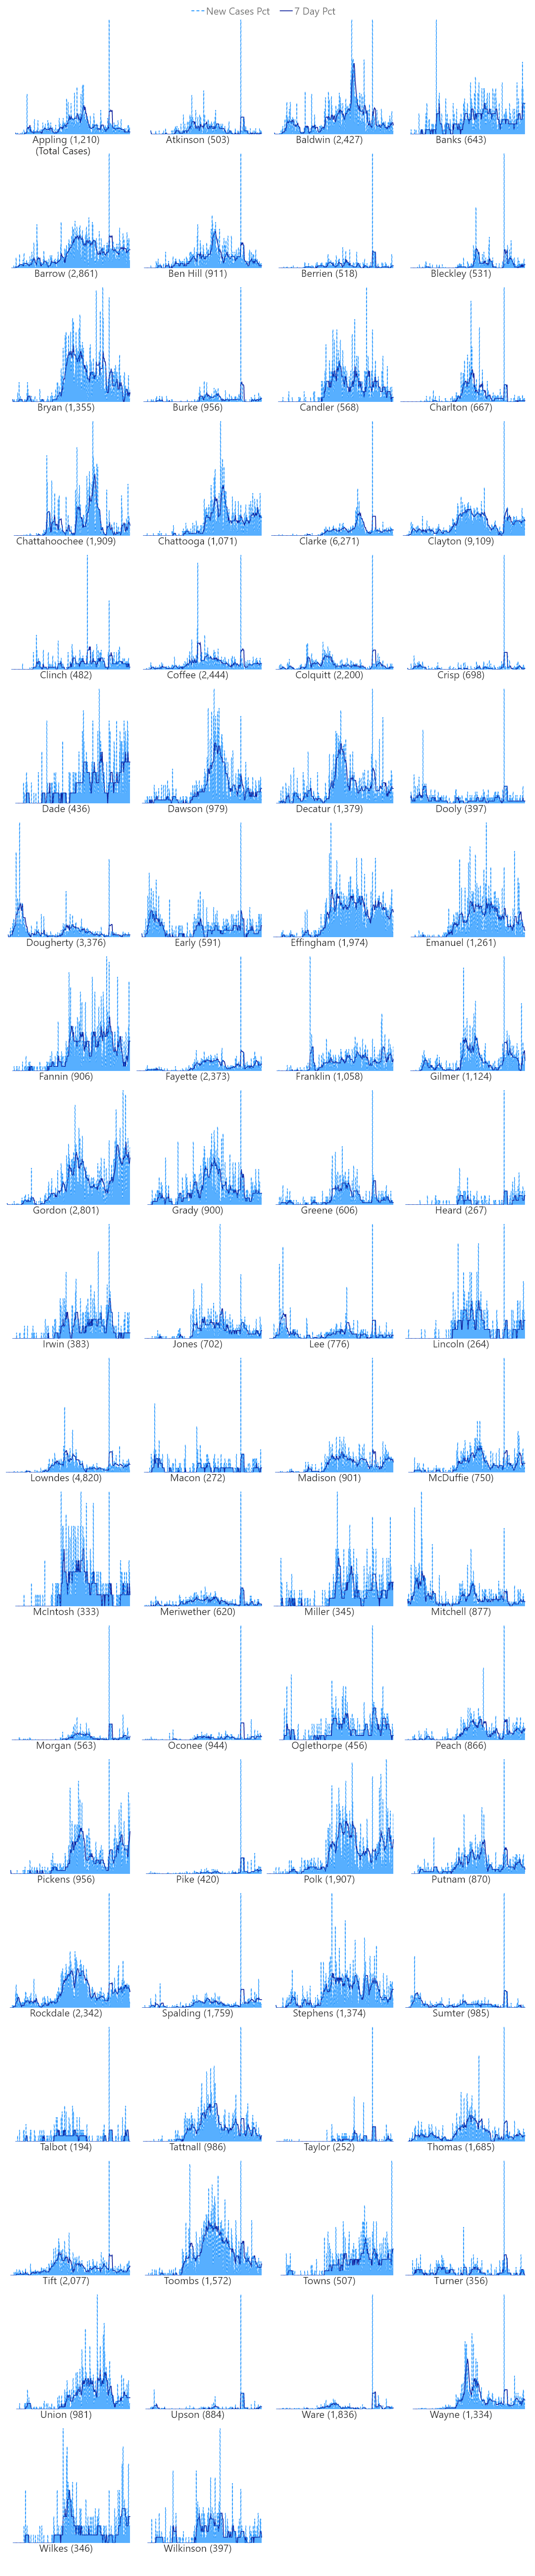 New Cases Pct 7 Day Pct
Appling (1,210) Atkinson (503) Baldwin (2,427) Banks (643)
(Total Cases)
Barrow (2,861) Ben Hill (911) Berrien (518) Bleckley (531)
Bryan (1,355) Burke (956) Candler (568) Charlton (667)
Chattahoochee (1,909) Chattooga (1,071) Clarke (6,271) Clayton (9,109)
Clinch (482) Coffee (2,444) Colquitt (2,200) Crisp (698)
Dade (436) Dawson (979) Decatur (1,379) Dooly (397)
Dougherty (3,376) Early (591) Effingham (1,974) Emanuel (1,261)
Fannin (906) Fayette (2,373) Franklin (1,058) Gilmer (1,124)
Gordon (2,801) Grady (900) Greene (606) Heard (267)
Irwin (383) Jones (702) Lee (776) Lincoln (264)
Lowndes (4,820) Macon (272) Madison (901) McDuffie (750)
McIntosh (333) Meriwether (620) Miller (345) Mitchell (877)
Morgan (563) Oconee (944) Oglethorpe (456) Peach (866)
Pickens (956) Pike (420) Polk (1,907) Putnam (870)
Rockdale (2,342) Spalding (1,759) Stephens (1,374) Sumter (985)
Talbot (194) Tattnall (986) Taylor (252) Thomas (1,685)
Tift (2,077) Toombs (1,572) Towns (507) Turner (356)
Union (981) Upson (884) Ware (1,836) Wayne (1,334)
Wilkes (346) Wilkinson (397)